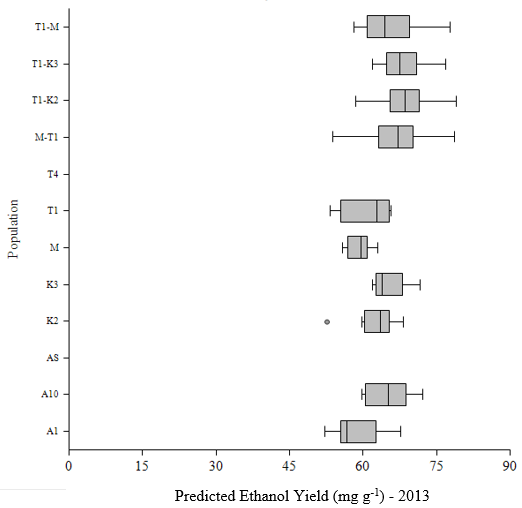 T1-M
T1-K3
T1-K2
M-T1
T4
T1
M
K3
K2
AS
A10
A1
Population
0 15 30 45 60 75 90
Predicted Ethanol Yield (mg g-1) - 2013